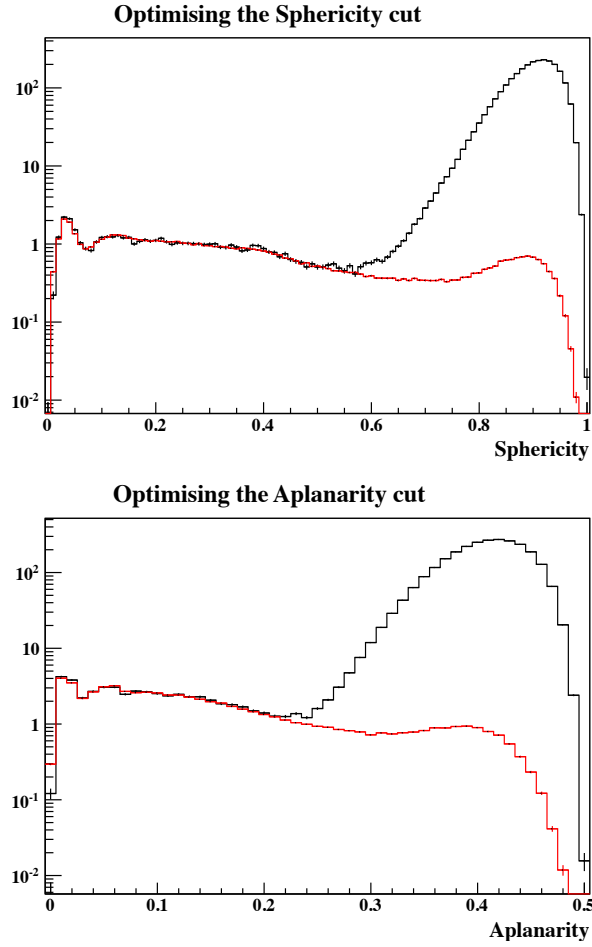 Optimising the Sphericity cut
10²
10
1
10⁻¹
10⁻²
0 0.2 0.4 0.6 0.8 1
Sphericity
Optimising the Aplanarity cut
10²
10
1
10⁻¹
10⁻²
0 0.1 0.2 0.3 0.4 0.5
Aplanarity